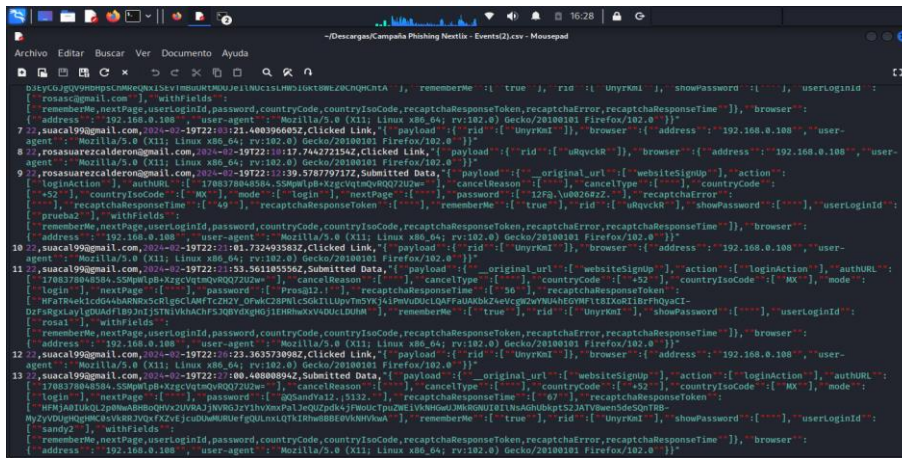 16:28
~/Descargas/Campaña Phishing Nextlix - Events(2).csv - Mousepad
Archivo Editar Buscar Ver Documento Ayuda
"],""rememberMe"":[""true""],""rid"":[""UnyrKmI""],""showPassword"":[""""],""userLoginId"":
[""rosasc@gmail.com""],""withFields"":
[""rememberMe,nextPage,userLoginId,password,countryCode,countryIsoCode,recaptchaResponseToken,recaptchaError,recaptchaResponseTime""]},""browser"":
{""address"":""192.168.0.108"",""user-agent"":""Mozilla/5.0 (X11; Linux x86_64; rv:102.0) Gecko/20100101 Firefox/102.0""}}"
7 22,suacal99@gmail.com,2024-02-19T22:03:21.400396605Z,Clicked Link,"{""payload"":{""rid"":[""UnyrKmI""]},""browser"":{""address"":""192.168.0.108"",""user-
agent"":""Mozilla/5.0 (X11; Linux x86_64; rv:102.0) Gecko/20100101 Firefox/102.0""}}"
8 22,rosasuarezcalderon@gmail.com,2024-02-19T22:10:17.744272154Z,Clicked Link,"{""payload"":{""rid"":[""uRqvckR""]},""browser"":{""address"":""192.168.0.108"",""user-
agent"":""Mozilla/5.0 (X11; Linux x86_64; rv:102.0) Gecko/20100101 Firefox/102.0""}}"
9 22,rosasuarezcalderon@gmail.com,2024-02-19T22:12:39.578779717Z,Submitted Data,"{""payload"":{""__original_url"":[""websiteSignUp""],""action"":
[""loginAction""],""authURL"":[""1708378048584.SSMpWlpB+XzgcVqtmQvRQQ72U2w=""],""cancelReason"":[""""],""cancelType"":[""""],""countryCode"":
[""+52""],""countryIsoCode"":[""MX""],""mode"":[""login""],""nextPage"":[""""],""password"":[""12F@.\u0026zrZ.""],""recaptchaError"":
[""""],""recaptchaResponseTime"":[""49""],""recaptchaResponseToken"":[""""],""rememberMe"":[""true""],""rid"":[""uRqvckR""],""showPassword"":[""""],""userLoginId"":
[""prueba2""],""withFields"":
[""rememberMe,nextPage,userLoginId,password,countryCode,countryIsoCode,recaptchaResponseToken,recaptchaError,recaptchaResponseTime""]},""browser"":
{""address"":""192.168.0.108"",""user-agent"":""Mozilla/5.0 (X11; Linux x86_64; rv:102.0) Gecko/20100101 Firefox/102.0""}}"
10 22,suacal99@gmail.com,2024-02-19T22:21:01.732493583Z,Clicked Link,"{""payload"":{""rid"":[""UnyrKmI""]},""browser"":{""address"":""192.168.0.108"",""user-
agent"":""Mozilla/5.0 (X11; Linux x86_64; rv:102.0) Gecko/20100101 Firefox/102.0""}}"
11 22,suacal99@gmail.com,2024-02-19T22:21:53.561105556Z,Submitted Data,"{""payload"":{""__original_url"":[""websiteSignUp""],""action"":[""loginAction""],""authURL"":
[""1708378048584.SSMpWlpB+XzgcVqtmQvRQQ72U2w=""],""cancelReason"":[""""],""cancelType"":[""""],""countryCode"":[""+52""],""countryIsoCode"":[""MX""],""mode"":
[""login""],""nextPage"":[""""],""password"":[""Pros@12.!""],""recaptchaResponseTime"":[""56""],""recaptchaResponseToken"":
""],""rememberMe"":[""true""],""rid"":[""UnyrKmI""],""showPassword"":[""""],""userLoginId"":
[""rosa1""],""withFields"":
[""rememberMe,nextPage,userLoginId,password,countryCode,countryIsoCode,recaptchaResponseToken,recaptchaError,recaptchaResponseTime""]},""browser"":
{""address"":""192.168.0.108"",""user-agent"":""Mozilla/5.0 (X11; Linux x86_64; rv:102.0) Gecko/20100101 Firefox/102.0""}}"
12 22,suacal99@gmail.com,2024-02-19T22:26:23.363573098Z,Clicked Link,"{""payload"":{""rid"":[""UnyrKmI""]},""browser"":{""address"":""192.168.0.108"",""user-
agent"":""Mozilla/5.0 (X11; Linux x86_64; rv:102.0) Gecko/20100101 Firefox/102.0""}}"
13 22,suacal99@gmail.com,2024-02-19T22:27:00.40800894Z,Submitted Data,"{""payload"":{""__original_url"":[""websiteSignUp""],""action"":[""loginAction""],""authURL"":
[""1708378048584.SSMpWlpB+XzgcVqtmQvRQQ72U2w=""],""cancelReason"":[""""],""cancelType"":[""""],""countryCode"":[""+52""],""countryIsoCode"":[""MX""],""mode"":
[""login""],""nextPage"":[""""],""password"":[""@QSandYa12.;5132.""],""recaptchaResponseTime"":[""67""],""recaptchaResponseToken"":
""],""rememberMe"":[""true""],""rid"":[""UnyrKmI""],""showPassword"":[""""],""userLoginId"":
[""sandy2""],""withFields"":
[""rememberMe,nextPage,userLoginId,password,countryCode,countryIsoCode,recaptchaResponseToken,recaptchaError,recaptchaResponseTime""]},""browser"":
{""address"":""192.168.0.108"",""user-agent"":""Mozilla/5.0 (X11; Linux x86_64; rv:102.0) Gecko/20100101 Firefox/102.0""}}"